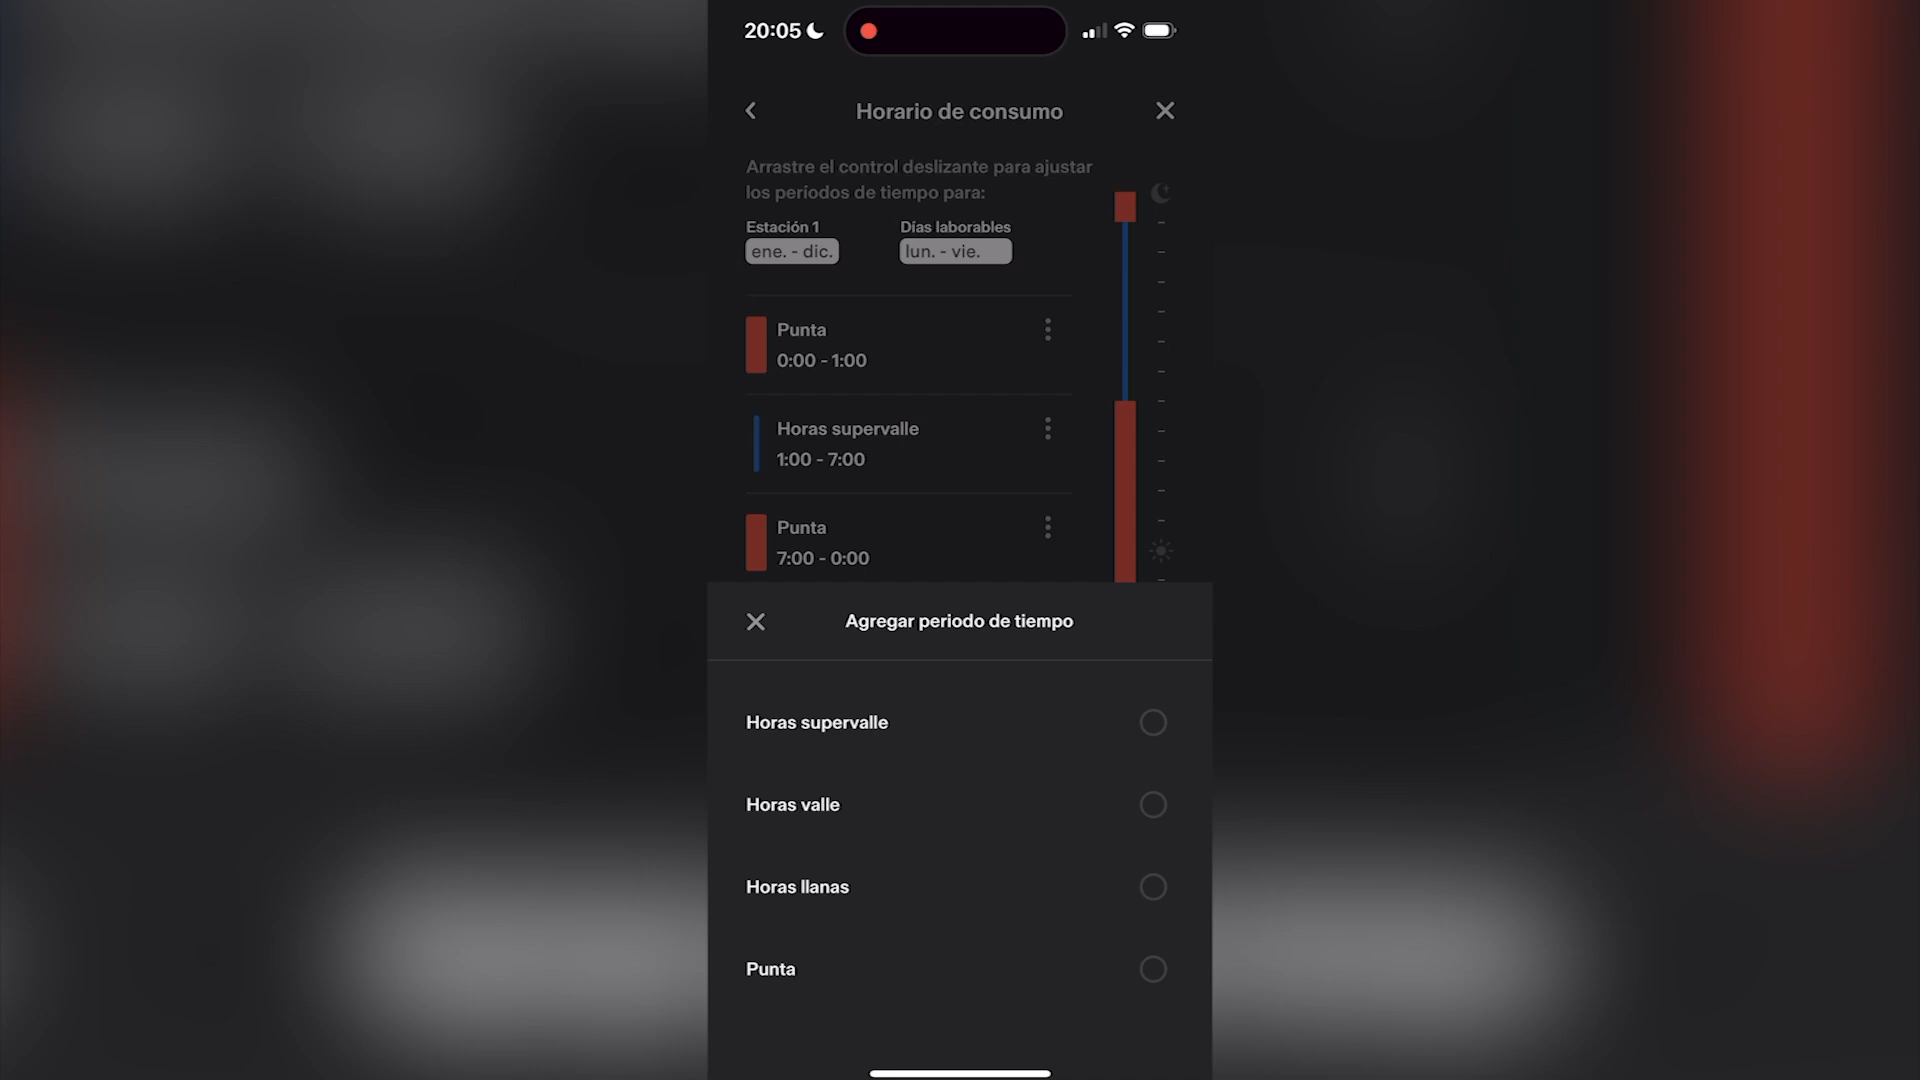 20:05
Horario de consumo
Arrastre el control deslizante para ajustar
los períodos de tiempo para:
Estación 1
Días laborables
ene. - dic.
lun. - vie.
Punta
0:00 - 1:00
Horas supervalle
1:00 - 7:00
Punta
7:00 - 0:00
Agregar periodo de tiempo
Horas supervalle
Horas valle
Horas llanas
Punta